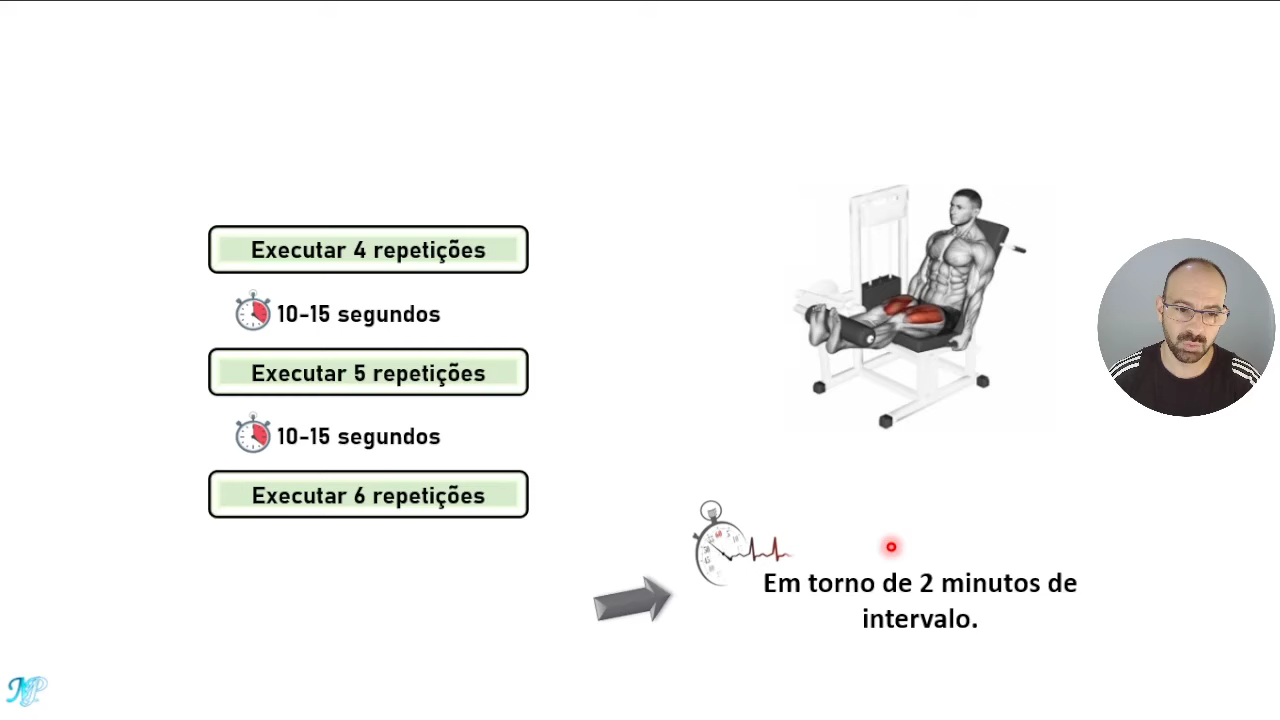 Executar 4 repetições
10-15 segundos
Executar 5 repetições
10-15 segundos
Executar 6 repetições
60
Em torno de 2 minutos de
intervalo.